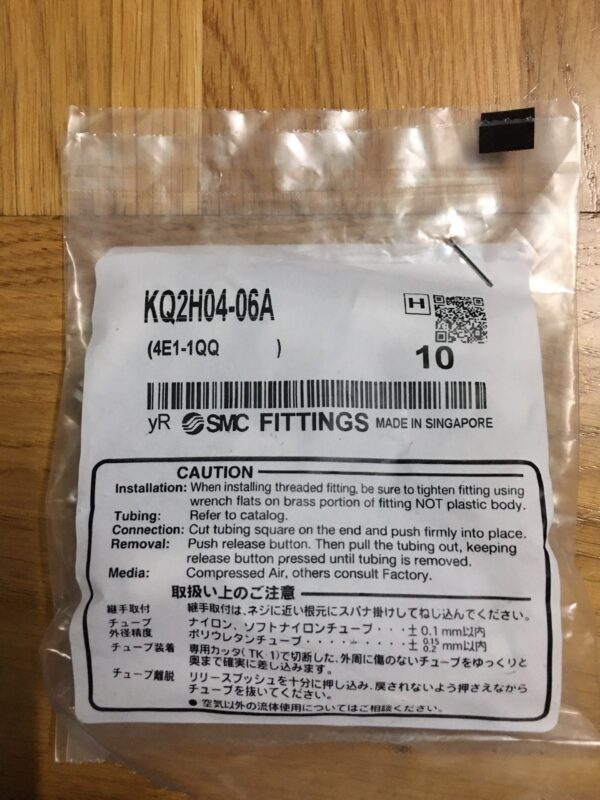 KQ2H04-06A
(4E1-1QQ )
H
10
yR SMC FITTINGS MADE IN SINGAPORE
CAUTION
Installation: When installing threaded fitting, be sure to tighten fitting using
wrench flats on brass portion of fitting NOT plastic body.
Tubing: Refer to catalog.
Connection: Cut tubing square on the end and push firmly into place.
Removal: Push release button. Then pull the tubing out, keeping
release button pressed until tubing is removed.
Media: Compressed Air, others consult Factory.
取扱い上のご注意
継手取付 継手取付は、ネジに近い根元にスパナ掛けしてねじ込んでください。
チューブ ナイロン、ソフトナイロンチューブ・・・± 0.1 mm以内
外径精度 ポリウレタンチューブ・・・・・・・・・± 0.15 0.2 mm以内
チューブ装着 専用カッタ(TK-1)で切断した、外周に傷のないチューブをゆっくりと
奥まで確実に差し込みます。
チューブ離脱 リリースブッシュを十分に押し込み、戻されないよう押さえながら
チューブを抜いてください。
● 空気以外の流体使用についてはご相談ください。